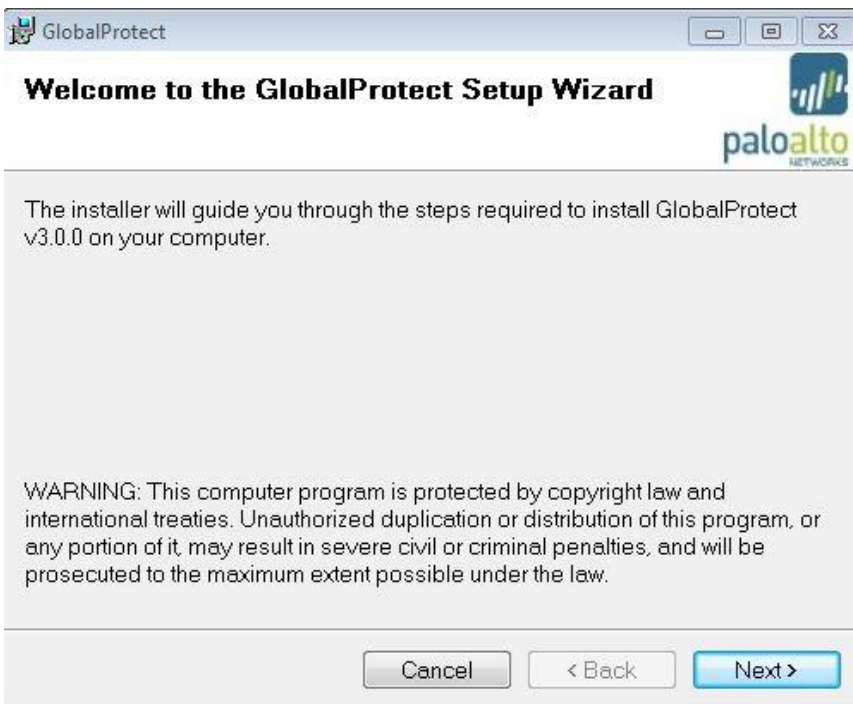 GlobalProtect
Welcome to the GlobalProtect Setup Wizard
paloalto
NETWORKS
The installer will guide you through the steps required to install GlobalProtect
v3.0.0 on your computer.
WARNING: This computer program is protected by copyright law and
international treaties. Unauthorized duplication or distribution of this program, or
any portion of it, may result in severe civil or criminal penalties, and will be
prosecuted to the maximum extent possible under the law.
Cancel
< Back
Next >